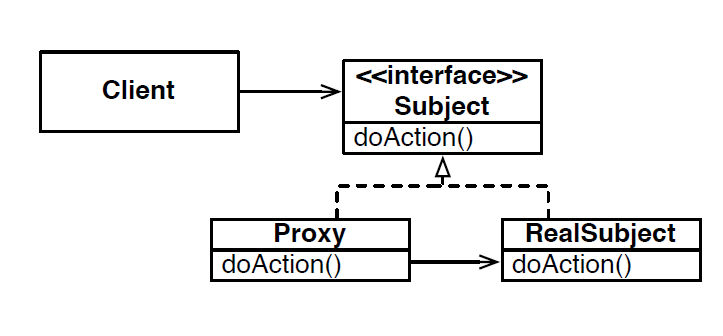 Client
<<interface>>
Subject
doAction()
Proxy
doAction()
RealSubject
doAction()